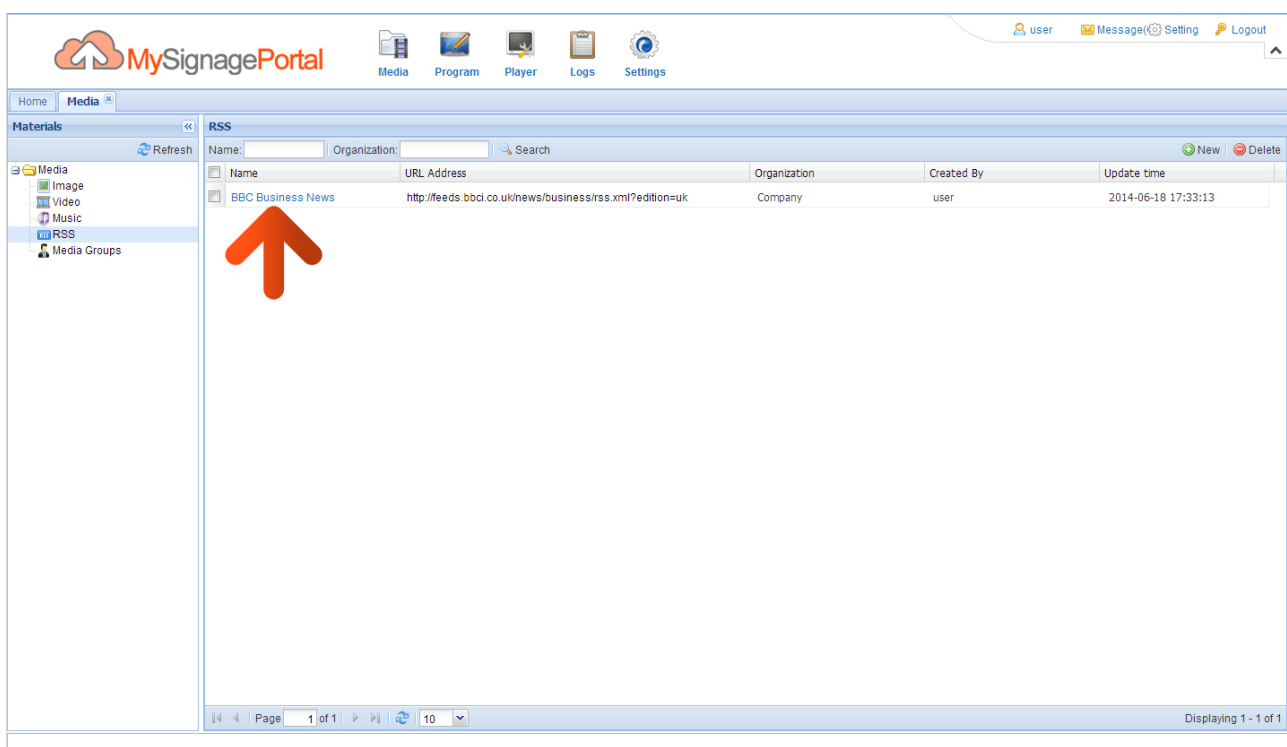 MySignagePortal
Media Program Player Logs Settings
user Message( Setting Logout
Home Media
Materials
Refresh
Media
Image
Video
Music
RSS
Media Groups
RSS
Name: Organization: Search New Delete
Name URL Address Organization Created By Update time
BBC Business News http://feeds.bbci.co.uk/news/business/rss.xml?edition=uk Company user 2014-06-18 17:33:13
Page 1 of 1 10 Displaying 1 - 1 of 1